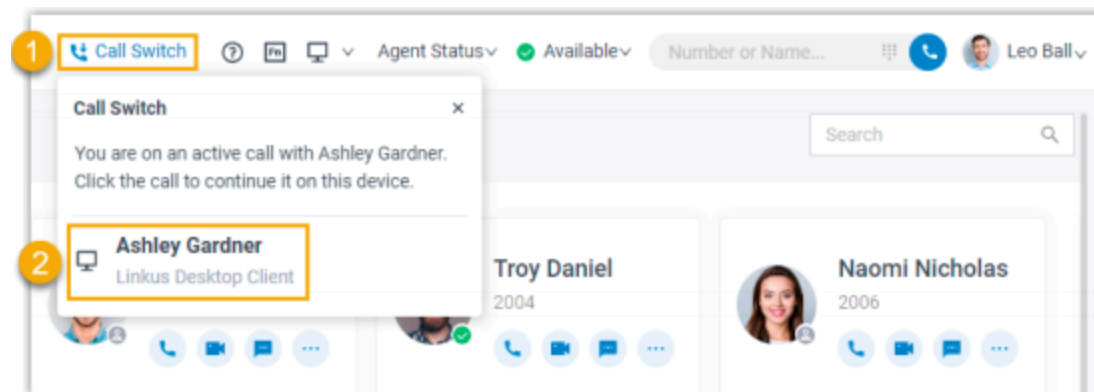 1
Call Switch
Fn
Agent Status
Available
Number or Name...
Leo Ball
Call Switch
You are on an active call with Ashley Gardner.
Click the call to continue it on this device.
Search
2
Ashley Gardner
Linkus Desktop Client
Troy Daniel
2004
Naomi Nicholas
2006